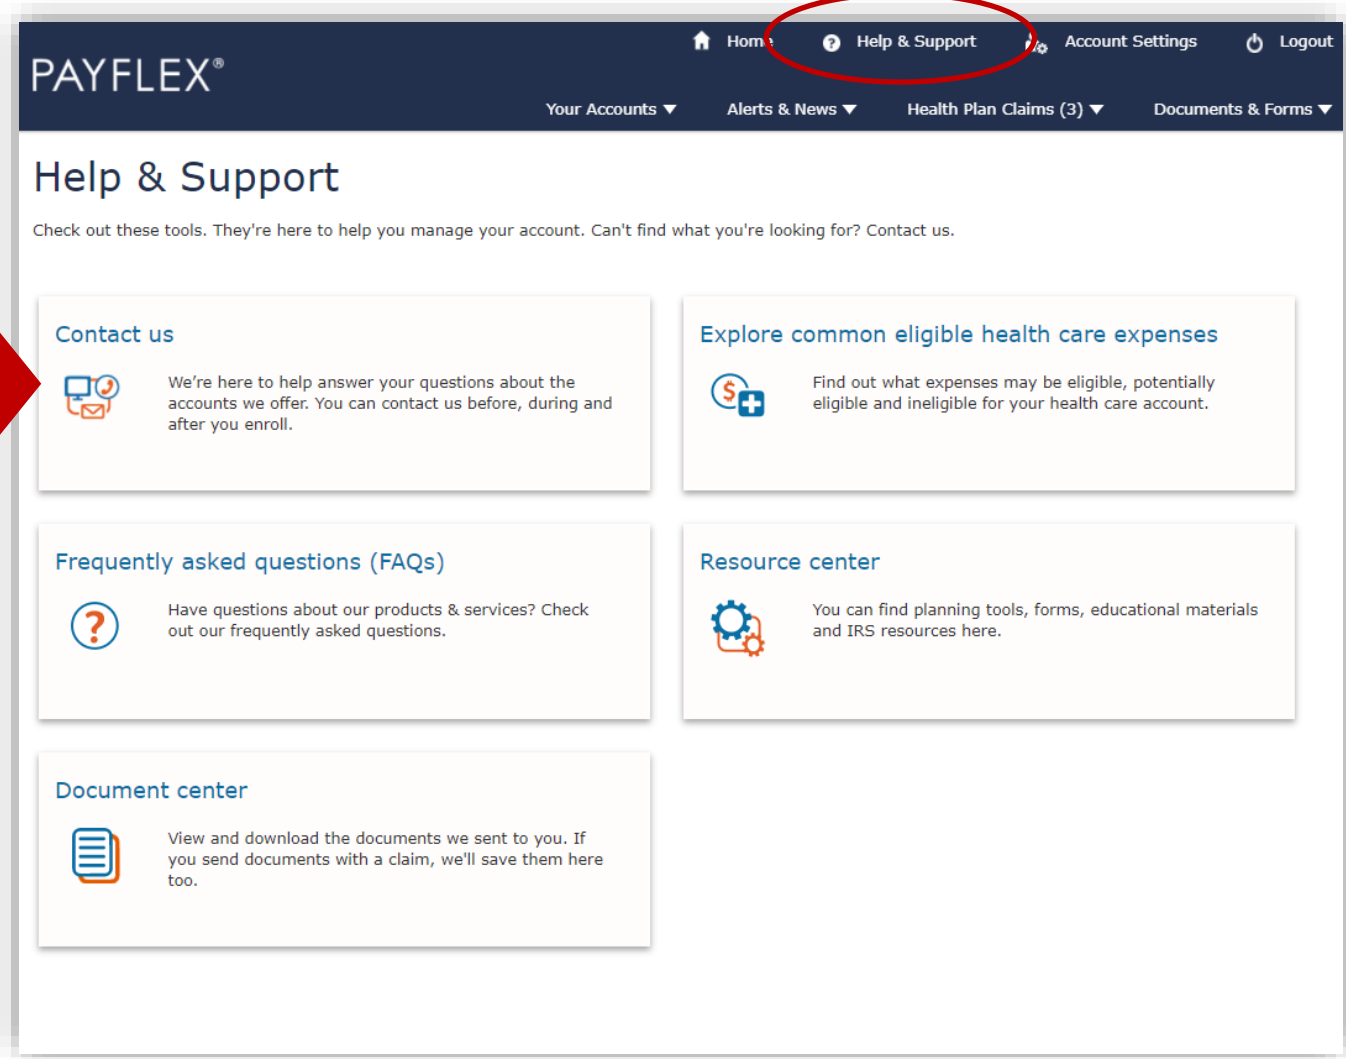 Home Help & Support Account Settings Logout
PAYFLEX®
Your Accounts ▼ Alerts & News ▼ Health Plan Claims (3) ▼ Documents & Forms ▼
Help & Support
Check out these tools. They're here to help you manage your account. Can't find what you're looking for? Contact us.
Contact us
We're here to help answer your questions about the
accounts we offer. You can contact us before, during and
after you enroll.
Explore common eligible health care expenses
Find out what expenses may be eligible, potentially
eligible and ineligible for your health care account.
Frequently asked questions (FAQs)
Have questions about our products & services? Check
out our frequently asked questions.
Resource center
You can find planning tools, forms, educational materials
and IRS resources here.
Document center
View and download the documents we sent to you. If
you send documents with a claim, we'll save them here
too.